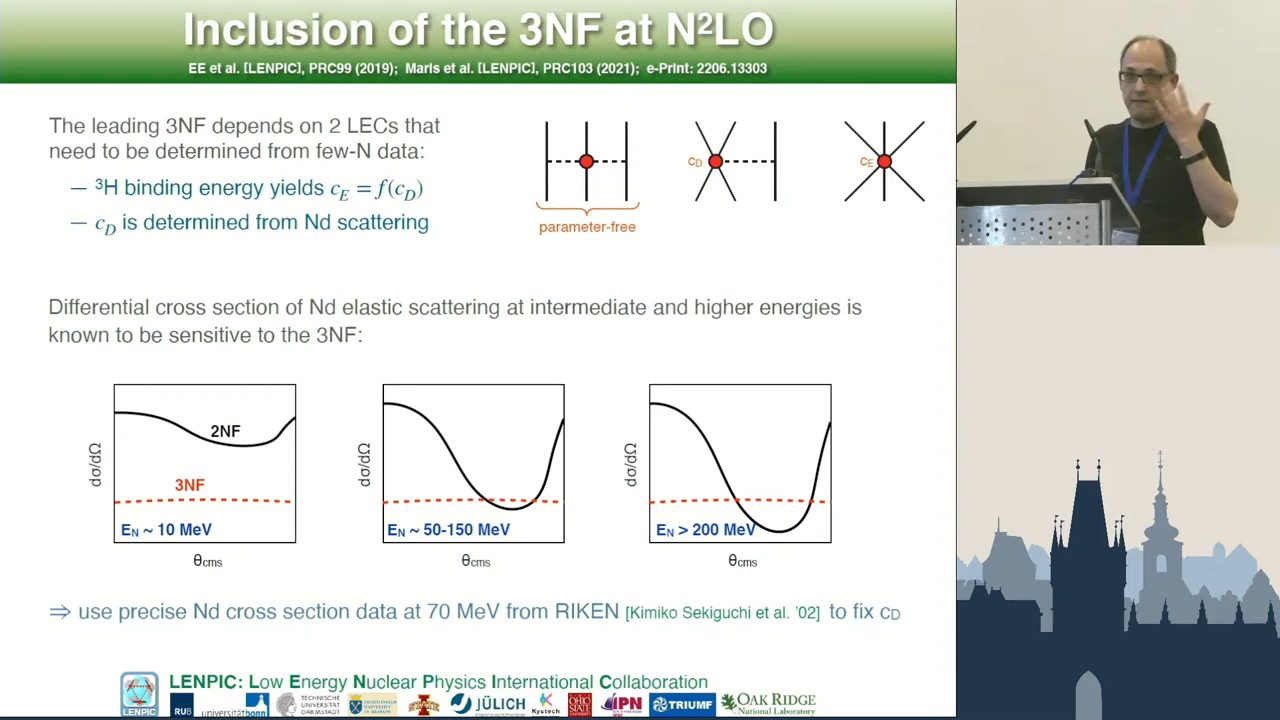 Inclusion of the 3NF at N²LO
EE et al. [LENPIC], PRC99 (2019); Maris et al. [LENPIC], PRC103 (2021); e-Print: 2206.13303
The leading 3NF depends on 2 LECs that
need to be determined from few-N data:
— ³H binding energy yields c_E = f(c_D)
— c_D is determined from Nd scattering
c_D
c_E
parameter-free
Differential cross section of Nd elastic scattering at intermediate and higher energies is
known to be sensitive to the 3NF:
dσ/dΩ
2NF
3NF
E_N ~ 10 MeV
θ_cms
dσ/dΩ
E_N ~ 50-150 MeV
θ_cms
dσ/dΩ
E_N > 200 MeV
θ_cms
⇒ use precise Nd cross section data at 70 MeV from RIKEN [Kimiko Sekiguchi et al. '02] to fix c_D
LENPIC: Low Energy Nuclear Physics International Collaboration
LENPIC
RUB
universitätbonn
TECHNISCHE
UNIVERSITÄT
DARMSTADT
STATE
JÜLICH
Kyutech
OHIO
STATE
IPN
TRIUMF
OAK RIDGE
National Laboratory